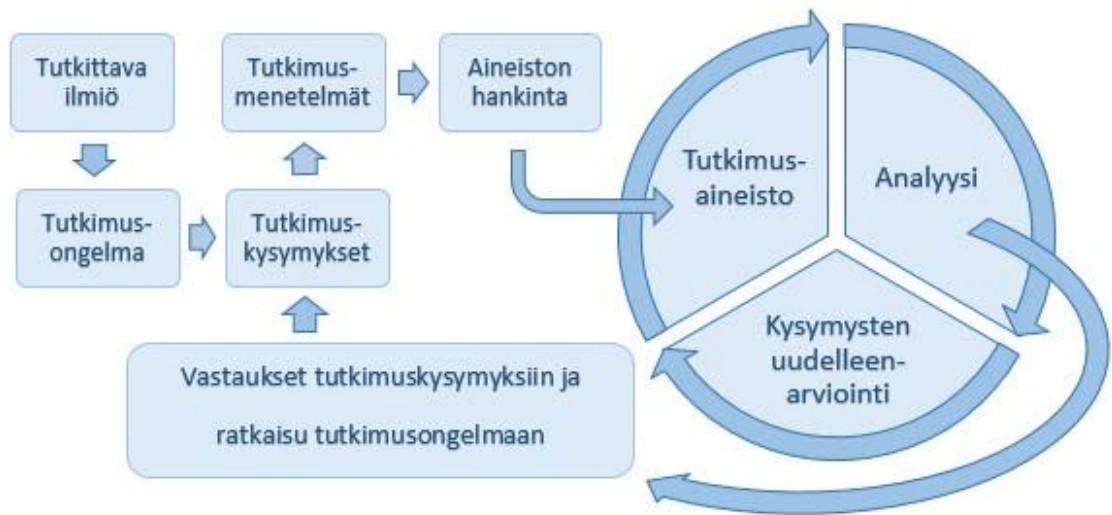 Tutkittava
ilmiö
Tutkimus-
ongelma
Tutkimus-
kysymykset
Tutkimus-
menetelmät
Aineiston
hankinta
Tutkimus-
aineisto
Analyysi
Kysymysten
uudelleen-
arviointi
Vastaukset tutkimuskysymyksiin ja
ratkaisu tutkimusongelmaan